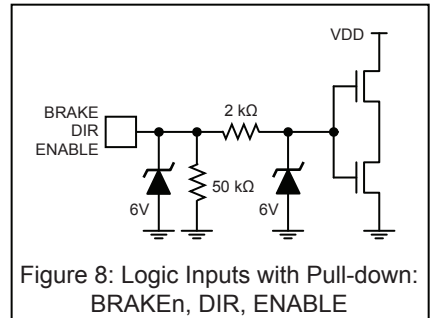 VDD
BRAKE
DIR
ENABLE
2 kΩ
6V
50 kΩ
6V
Figure 8: Logic Inputs with Pull-down:
BRAKEn, DIR, ENABLE